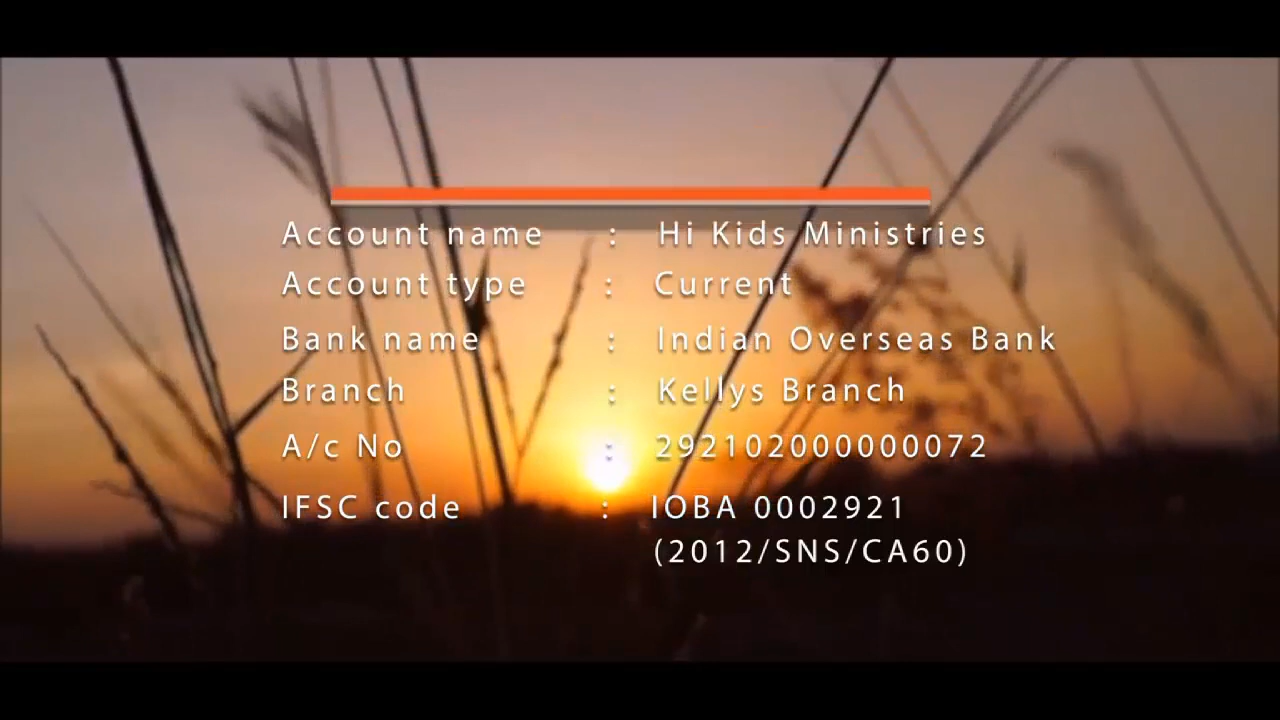 Account name : Hi Kids Ministries
Account type : Current
Bank name : Indian Overseas Bank
Branch : Kellys Branch
A/c No : 292102000000072
IFSC code : IOBA 0002921
(2012/SNS/CA60)